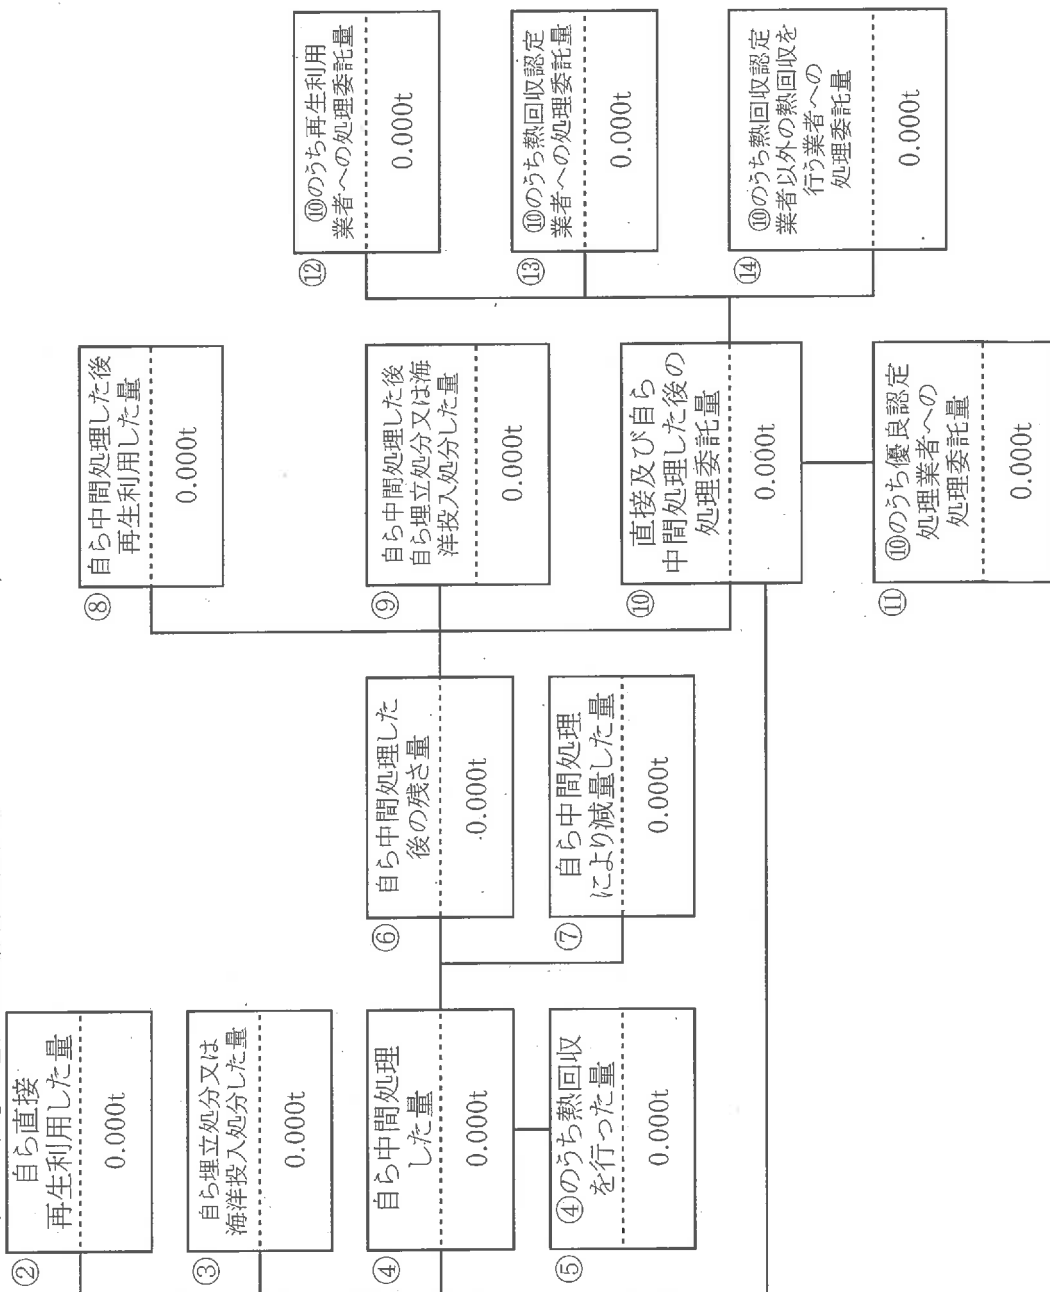 ②
自ら直接
再生利用した量
0.000t
③
自ら埋立処分又は
海洋投入処分した量
0.000t
④
自ら中間処理
した量
0.000t
⑤
④のうち熱回収
を行った量
0.000t
⑥
自ら中間処理した
後の残さ量
0.000t
⑦
自ら中間処理
により減量した量
0.000t
⑧
自ら中間処理した後
再生利用した量
0.000t
⑨
自ら中間処理した後
自ら埋立処分又は海
洋投入処分した量
0.000t
⑩
直接及び自ら
中間処理した後の
処理委託量
0.000t
⑪
⑩のうち優良認定
処理業者への
処理委託量
0.000t
⑫
⑩のうち再生利用
業者への処理委託量
0.000t
⑬
⑩のうち熱回収認定
業者への処理委託量
0.000t
⑭
⑩のうち熱回収認定
業者以外の熱回収を
行う業者への
処理委託量
0.000t